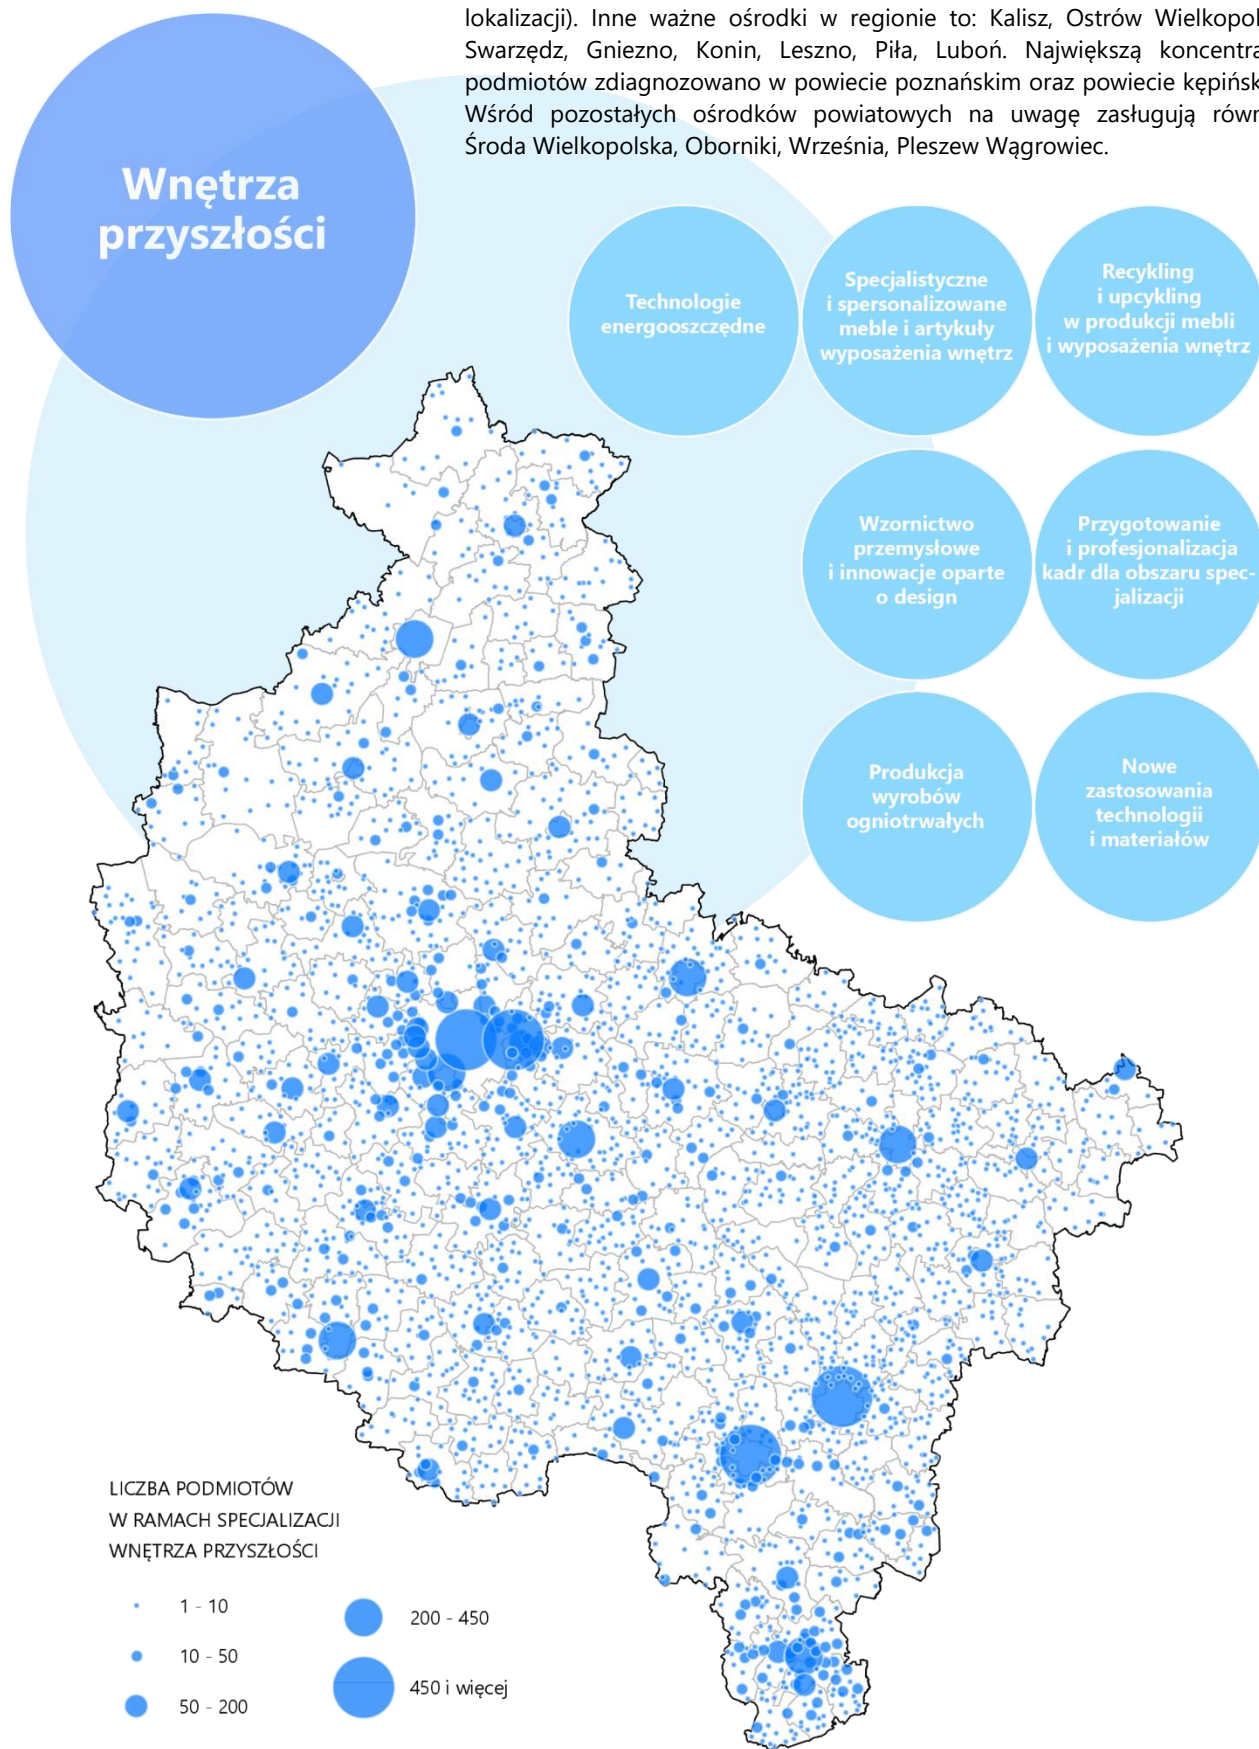 lokalizacji). Inne ważne ośrodki w regionie to: Kalisz, Ostrów Wielkopol
Swarzędz, Gniezno, Konin, Leszno, Piła, Luboń. Największą koncentra
podmiotów zdiagnozowano w powiecie poznańskim oraz powiecie kępińsk
Wśród pozostałych ośrodków powiatowych na uwagę zasługują równ
Środa Wielkopolska, Oborniki, Września, Pleszew Wągrowiec.
Wnętrza
przyszłości
Technologie
energooszczędne
Specjalistyczne
i spersonalizowane
meble i artykuły
wyposażenia wnętrz
Recykling
i upcykling
w produkcji mebli
i wyposażenia wnętrz
Wzornictwo
przemysłowe
i innowacje oparte
o design
Przygotowanie
i profesjonalizacja
kadr dla obszaru spec-
jalizacji
Produkcja
wyrobów
ogniotrwałych
Nowe
zastosowania
technologii
i materiałów
LICZBA PODMIOTÓW
W RAMACH SPECJALIZACJI
WNĘTRZA PRZYSZŁOŚCI
1 - 10
10 - 50
50 - 200
200 - 450
450 i więcej